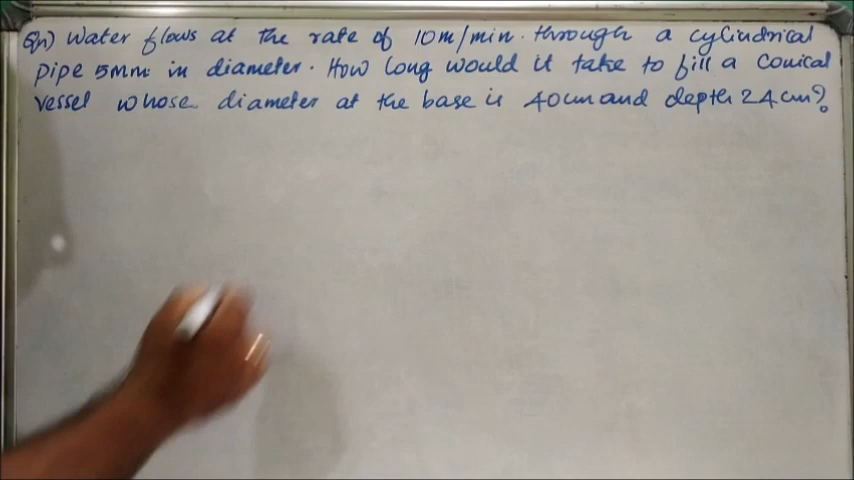 Qn) Water flows at the rate of 10m/min. through a cylindrical
pipe 5mm in diameter. How long would it take to fill a conical
vessel whose diameter at the base is 40cm and depth 24cm?